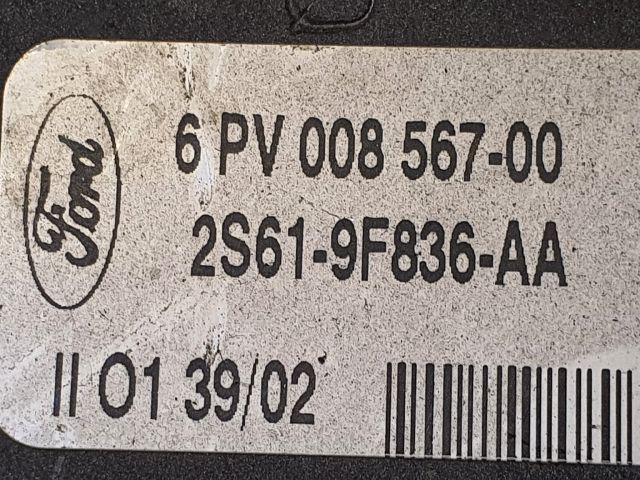 Ford
6 PV 008 567-00
2S61-9F836-AA
II O1 39/02